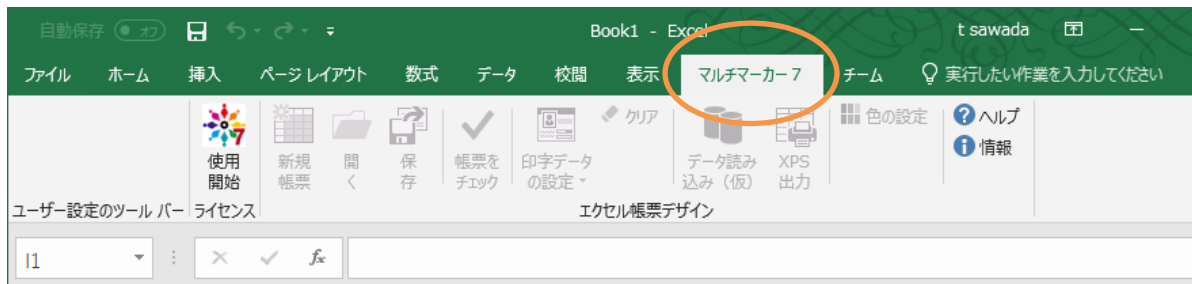 自動保存 オフ Book1 - Excel t sawada
ファイル ホーム 挿入 ページ レイアウト 数式 データ 校閲 表示 マルチマーカー 7 チーム 実行したい作業を入力してください
7 クリア 色の設定 ヘルプ
使用 新規 開 保 帳票を 印字データ データ読み XPS 情報
開始 帳票 く 存 チェック の設定 込み（仮） 出力
ユーザー設定のツール バー ライセンス エクセル帳票デザイン
I1 fx